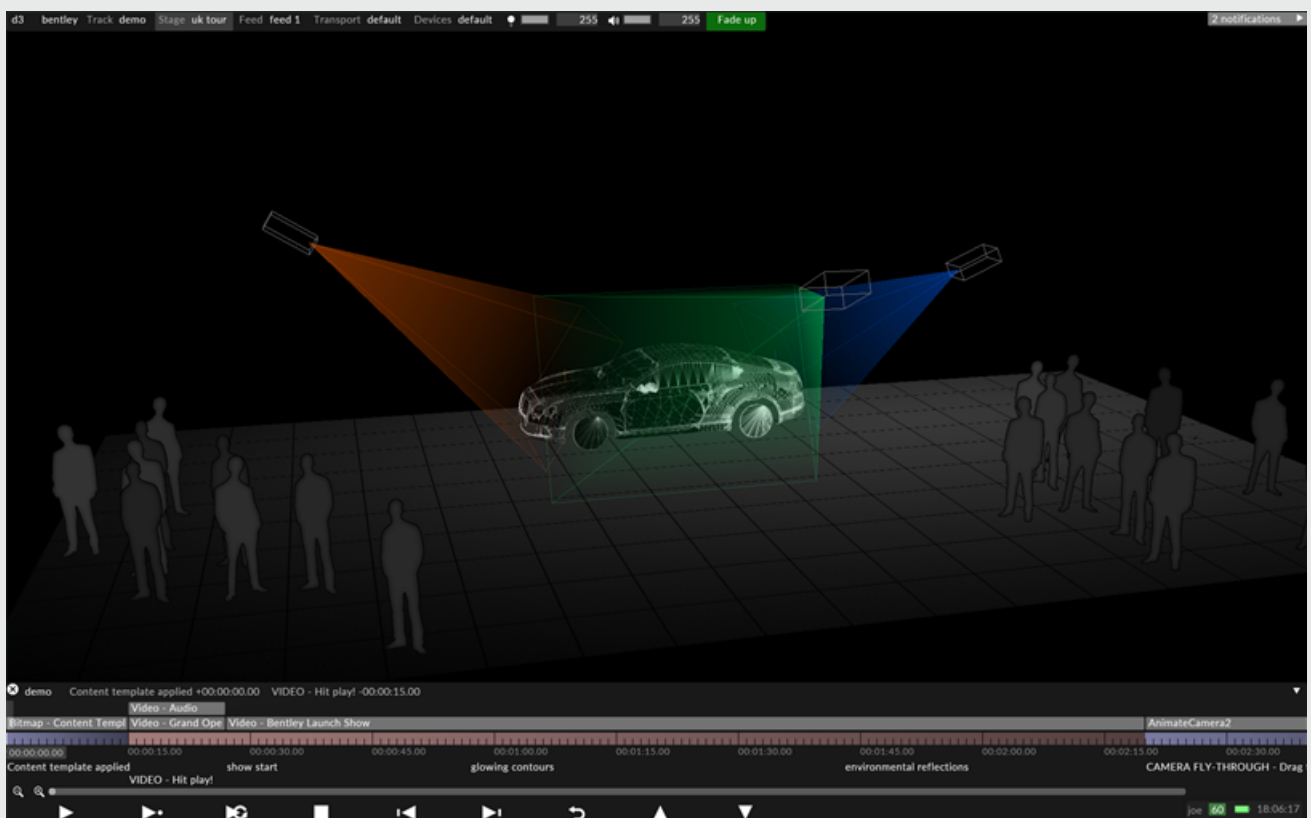 d3 bentley Track demo Stage uk tour Feed feed 1 Transport default Devices default 255 255 Fade up 2 notifications
demo Content template applied +00:00:00.00 VIDEO - Hit play! -00:00:15.00
Video - Audio
Bitmap - Content Templ Video - Grand Ope Video - Bentley Launch Show AnimateCamera2
00:00:00.00 00:00:15.00 00:00:30.00 00:00:45.00 00:01:00.00 00:01:15.00 00:01:30.00 00:01:45.00 00:02:00.00 00:02:15.00 00:02:30.00
Content template applied show start glowing contours environmental reflections CAMERA FLY-THROUGH - Drag
VIDEO - Hit play!
joe 60 18:06:17